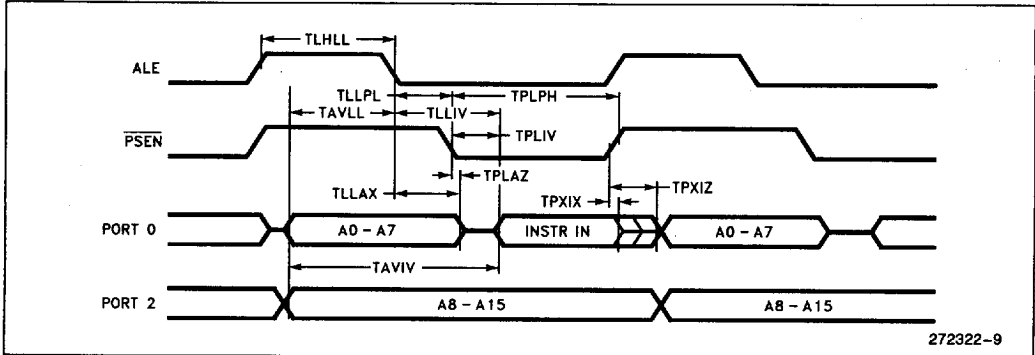 TLHLL
ALE
TLLPL
TPLPH
TAVLL
TLLIV
PSEN
TPLIV
TPLAZ
TLLAX
TPXIZ
TPXIX
PORT 0
A0 – A7
INSTR IN
A0 – A7
TAVIV
PORT 2
A8 – A15
A8 – A15
272322–9